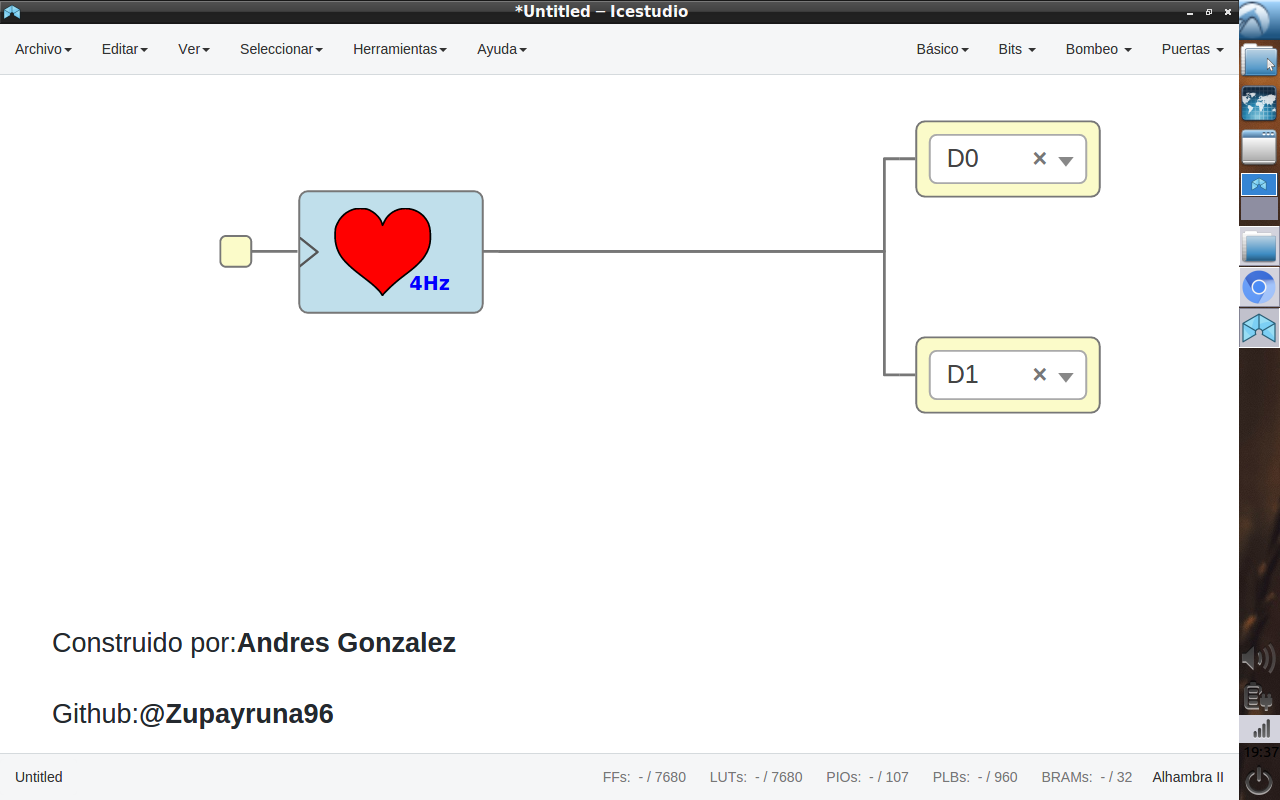 *Untitled – Icestudio
Archivo Editar Ver Seleccionar Herramientas Ayuda Básico Bits Bombeo Puertas
D0 ×
4Hz
D1 ×
Construido por:Andres Gonzalez
Github:@Zupayruna96
19:37
Untitled FFs: - / 7680 LUTs: - / 7680 PIOs: - / 107 PLBs: - / 960 BRAMs: - / 32 Alhambra II